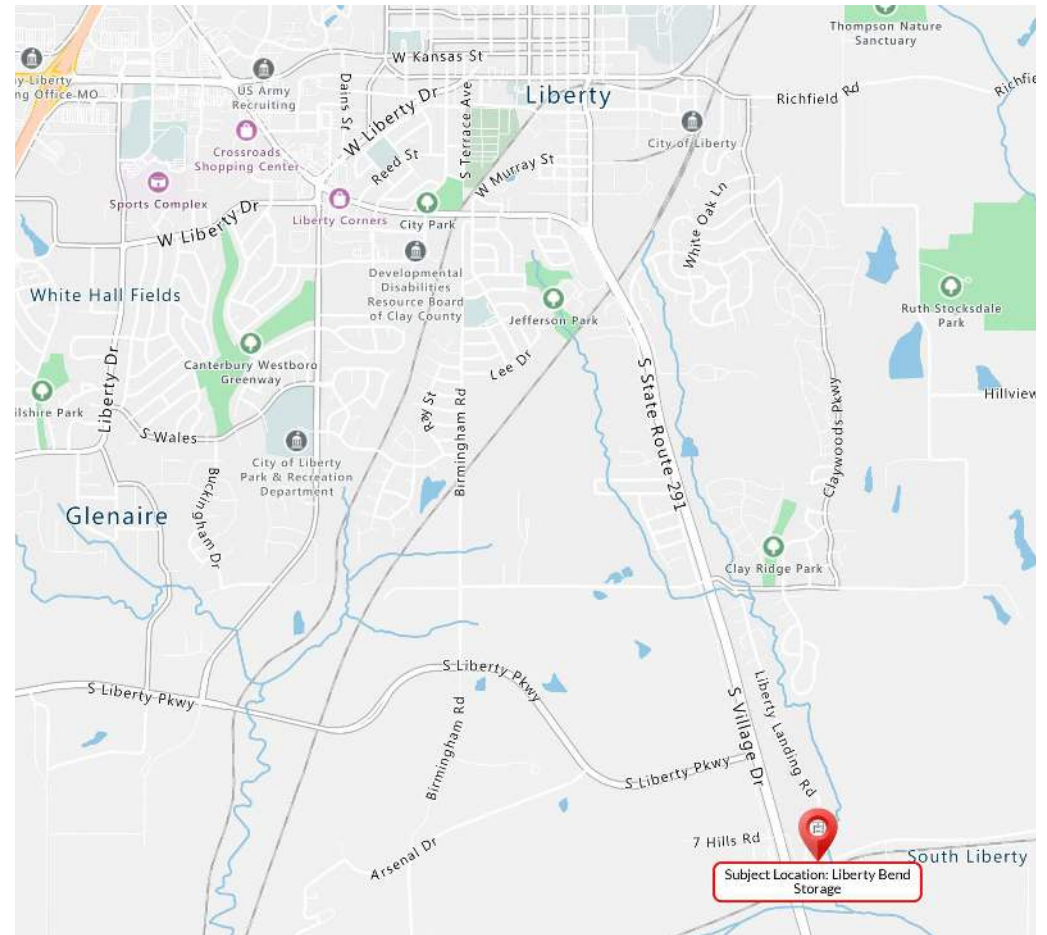 Thompson Nature
Sanctuary
W Kansas St
y Liberty
ng Office-MO
US Army
Recruiting
Dains St
W Liberty Dr
S Terrace Ave
Liberty
Richfield Rd
Richfie
Crossroads
Shopping Center
Reed St
City of Liberty
W Murray St
Sports Complex
Liberty Corners
City Park
W Liberty Dr
White Oak Ln
Developmental
Disabilities
Resource Board
of Clay County
White Hall Fields
Jefferson Park
Ruth Stocksdale
Park
Canterbury Westboro
Greenway
Liberty Dr
Lee Dr
S State Route 291
Claywoods Pkwy
Hillview
ilshire Park
Roy St
Birmingham Rd
S Wales
City of Liberty
Park & Recreation
Department
Buckingham Dr
Glenaire
Clay Ridge Park
S Liberty Pkwy
S Liberty Pkwy
Birmingham Rd
S Village Dr
Liberty Landing Rd
S Liberty Pkwy
Arsenal Dr
7 Hills Rd
South Liberty
Subject Location: Liberty Bend
Storage